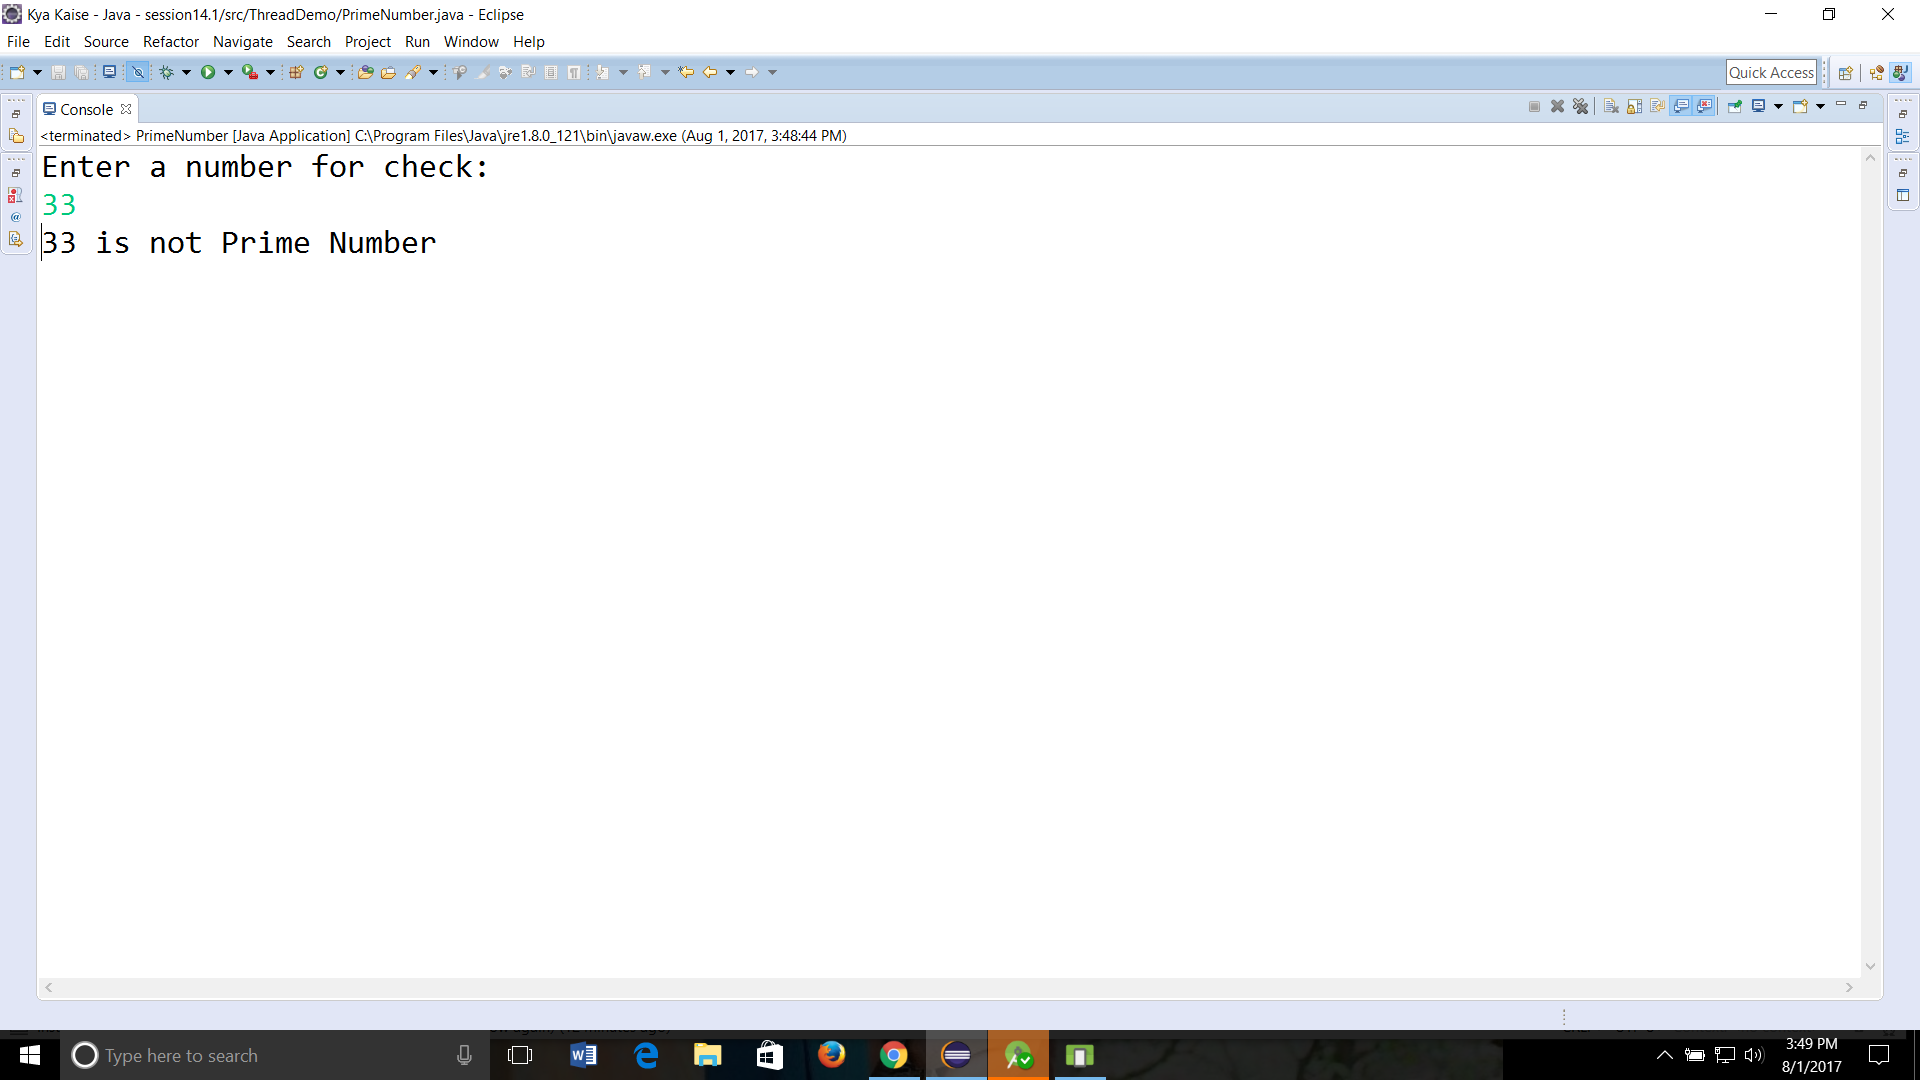 Kya Kaise - Java - session14.1/src/ThreadDemo/PrimeNumber.java - Eclipse
File Edit Source Refactor Navigate Search Project Run Window Help
Quick Access
Console
<terminated> PrimeNumber [Java Application] C:\Program Files\Java\jre1.8.0_121\bin\javaw.exe (Aug 1, 2017, 3:48:44 PM)
Enter a number for check:
33
33 is not Prime Number
Type here to search
3:49 PM
8/1/2017